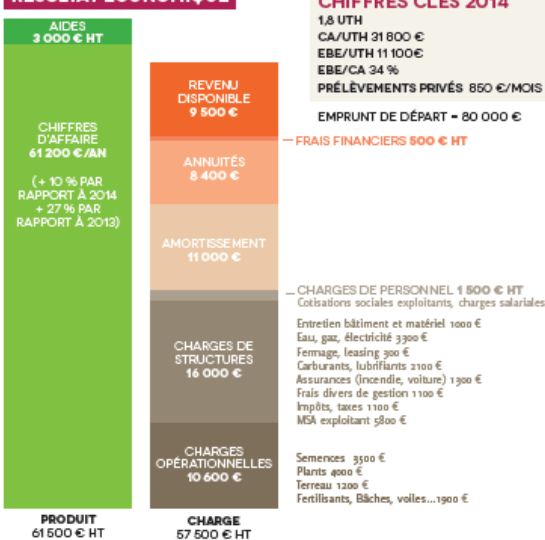 RÉSULTAT ÉCONOMIQUE
CHIFFRES CLÉS 2014
1,8 UTH
CA/UTH 31 800 €
EBE/UTH 11 100€
EBE/CA 34 %
PRÉLÈVEMENTS PRIVÉS 850 €/MOIS
EMPRUNT DE DÉPART = 80 000 €
AIDES
3 000 € HT
CHIFFRES
D'AFFAIRE
61 200 €/AN
(+ 10 % PAR
RAPPORT À 2014
+ 27 % PAR
RAPPORT À 2013)
PRODUIT
61 500 € HT
REVENU
DISPONIBLE
9 500 €
FRAIS FINANCIERS 500 € HT
ANNUITÉS
8 400 €
AMORTISSEMENT
11 000 €
CHARGES DE PERSONNEL 1 500 € HT
Cotisations sociales exploitants, charges salariales
CHARGES DE
STRUCTURES
16 000 €
Entretien bâtiment et matériel 1000 €
Eau, gaz, électricité 3300 €
Fermage, leasing 300 €
Carburants, lubrifiants 2100 €
Assurances (incendie, voiture) 1300 €
Frais divers de gestion 1100 €
Impôts, taxes 1100 €
MSA exploitant 5800 €
CHARGES
OPÉRATIONNELLES
10 600 €
Semences 3500 €
Plants 4000 €
Terreau 1200 €
Fertilisants, Bâches, voiles...1900 €
CHARGE
57 500 € HT